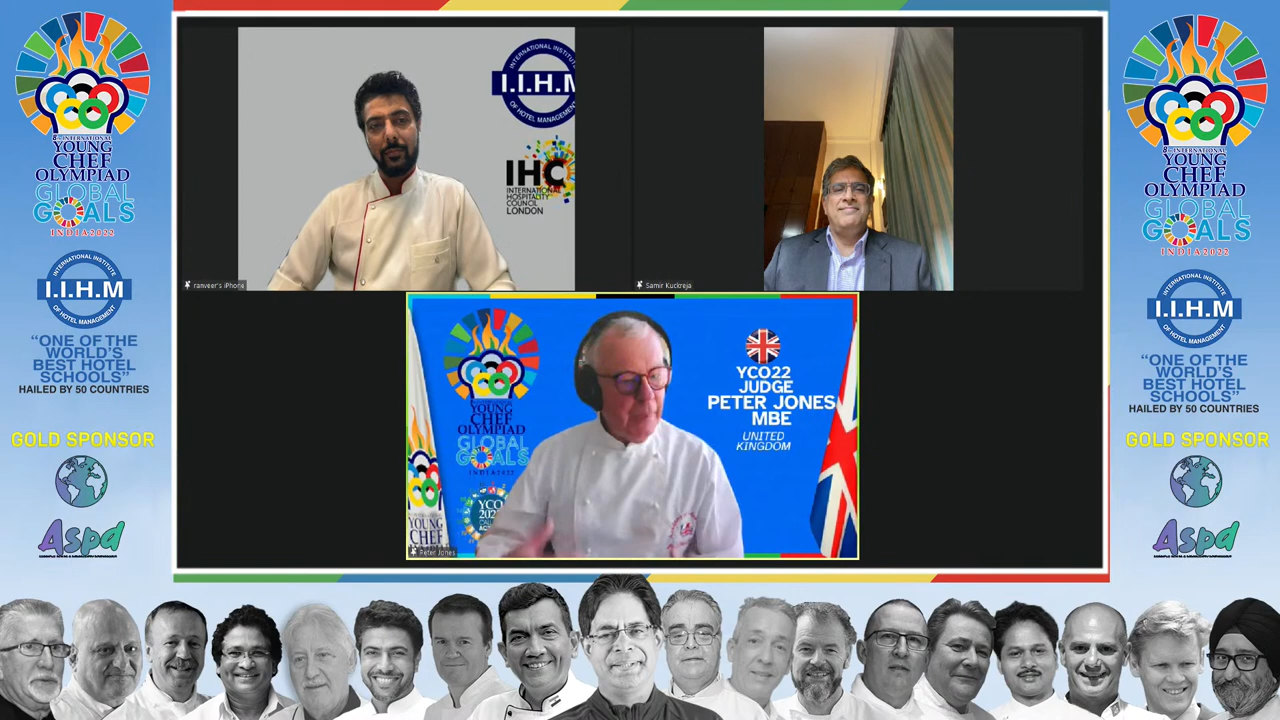 8TH INTERNATIONAL
YOUNG
CHEF
OLYMPIAD
GLOBAL
GOALS
INDIA2022
INTERNATIONAL INSTITUTE
I.I.H.M
OF HOTEL MANAGEMENT
“ONE OF THE
WORLD’S
BEST HOTEL
SCHOOLS”
HAILED BY 50 COUNTRIES
GOLD SPONSOR
Aspd
INTERNATIONAL INSTITUTE
I.I.H.M
OF HOTEL MANAGEMENT
IHC
INTERNATIONAL
HOSPITALITY
COUNCIL
LONDON
ranveer's iPhone
Samir Kuckreja
YOUNG
CHEF
OLYMPIAD
GLOBAL
GOALS
INDIA2022
YCO22
JUDGE
PETER JONES
MBE
UNITED
KINGDOM
YOUNG
CHEF
YCO
Peter Jones
8TH INTERNATIONAL
YOUNG
CHEF
OLYMPIAD
GLOBAL
GOALS
INDIA2022
INTERNATIONAL INSTITUTE
I.I.H.M
OF HOTEL MANAGEMENT
“ONE OF THE
WORLD’S
BEST HOTEL
SCHOOLS”
HAILED BY 50 COUNTRIES
GOLD SPONSOR
Aspd